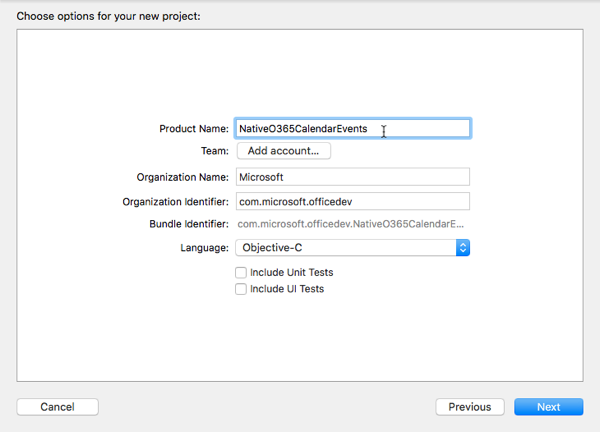 Choose options for your new project:
Product Name: NativeO365CalendarEvents
Team: Add account...
Organization Name: Microsoft
Organization Identifier: com.microsoft.officedev
Bundle Identifier: com.microsoft.officedev.NativeO365CalendarE...
Language: Objective-C
Include Unit Tests
Include UI Tests
Cancel Previous Next